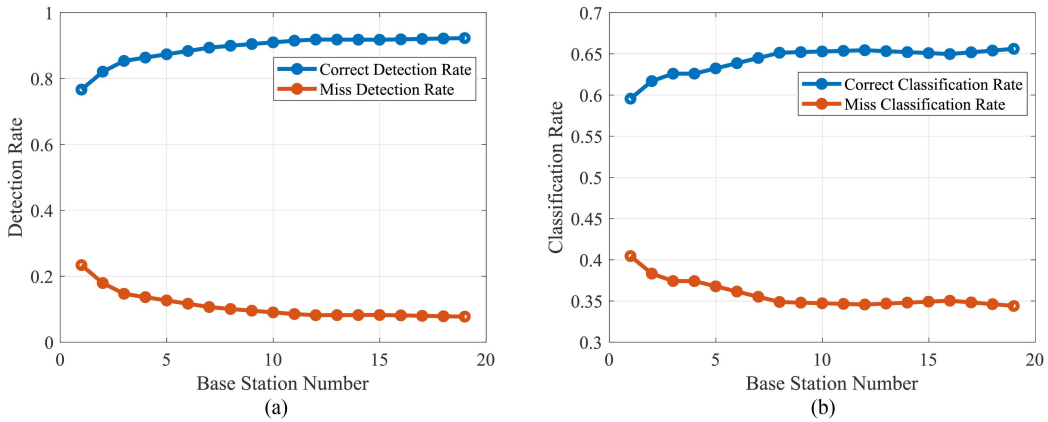 1
0.8
0.6
0.4
0.2
0
Detection Rate
Correct Detection Rate
Miss Detection Rate
0 5 10 15 20
Base Station Number
(a)
0.7
0.65
0.6
0.55
0.5
0.45
0.4
0.35
0.3
Classification Rate
Correct Classification Rate
Miss Classification Rate
0 5 10 15 20
Base Station Number
(b)